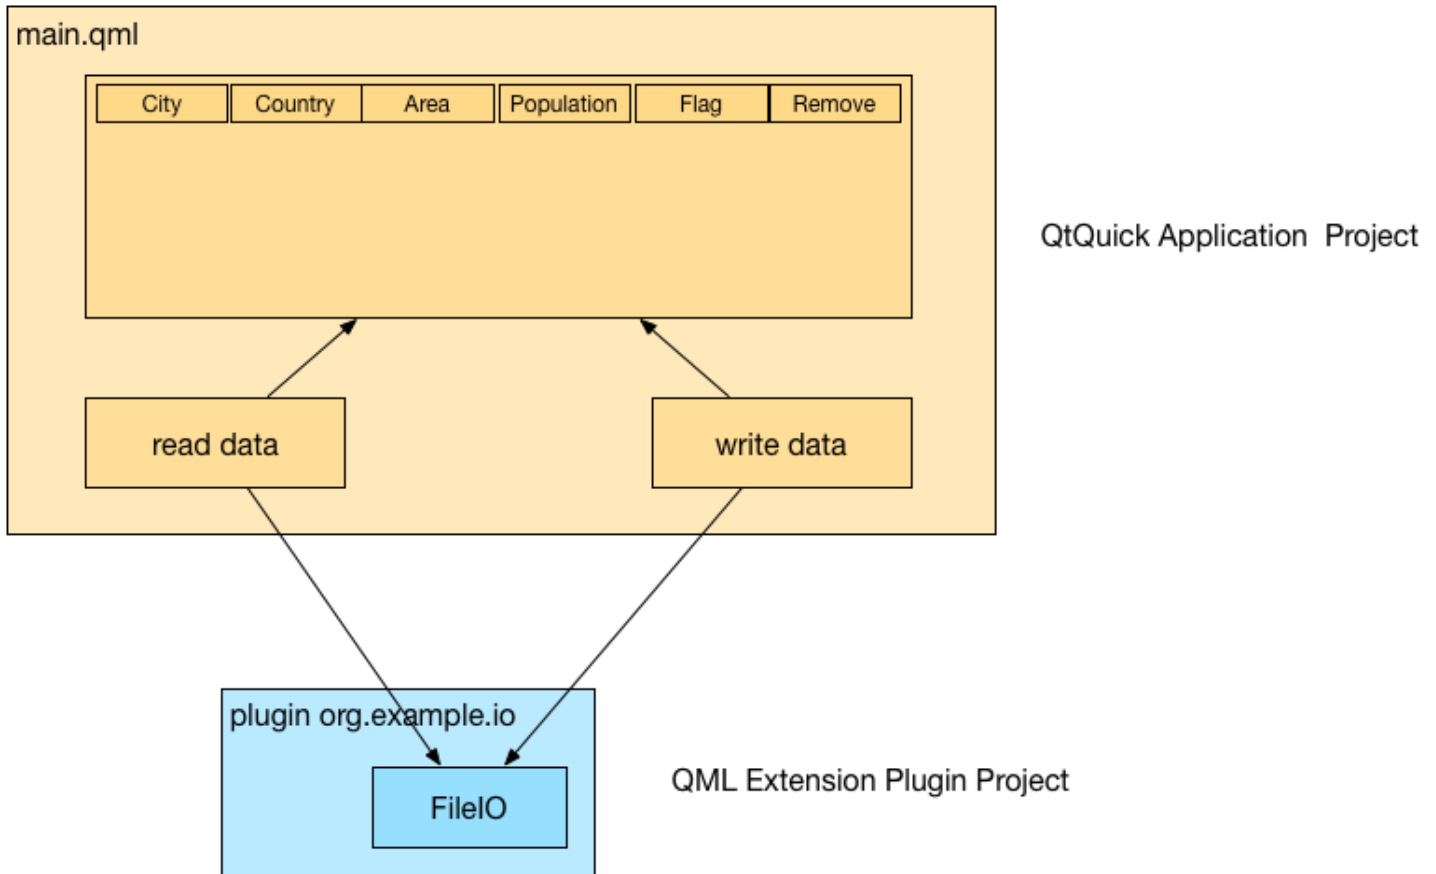 main.qml
City Country Area Population Flag Remove
QtQuick Application Project
read data write data
plugin org.example.io
QML Extension Plugin Project
FileIO